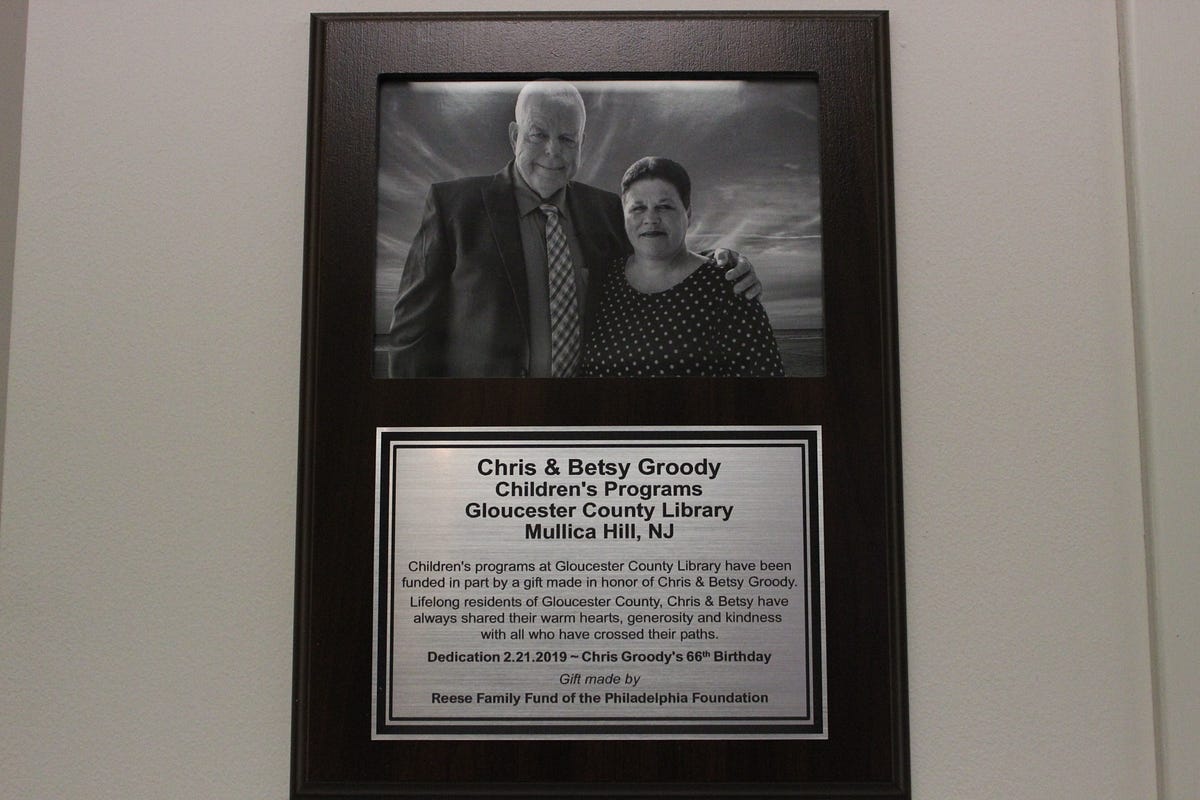 Chris & Betsy Groody
Children's Programs
Gloucester County Library
Mullica Hill, NJ
Children's programs at Gloucester County Library have been
funded in part by a gift made in honor of Chris & Betsy Groody.
Lifelong residents of Gloucester County, Chris & Betsy have
always shared their warm hearts, generosity and kindness
with all who have crossed their paths.
Dedication 2.21.2019 ~ Chris Groody's 66th Birthday
Gift made by
Reese Family Fund of the Philadelphia Foundation